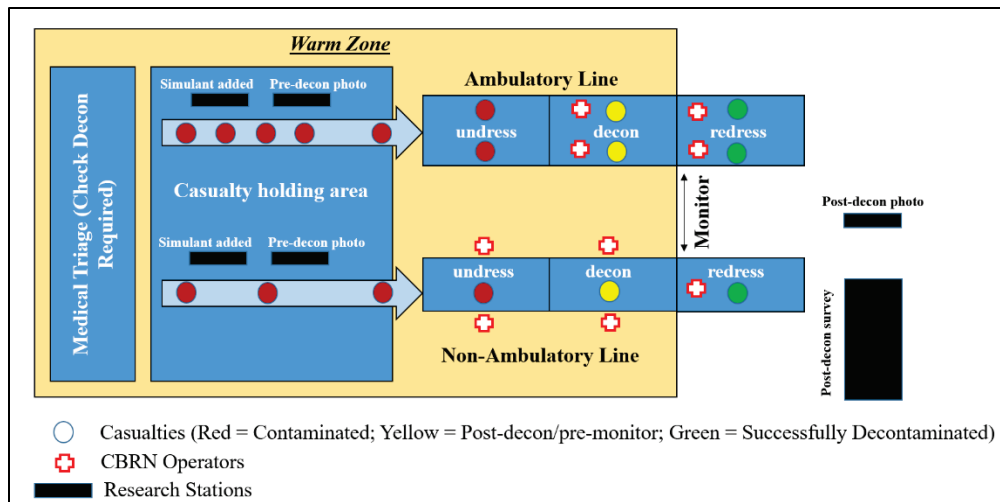 Warm Zone
Medical Triage (Check Decon
Required)
Simulant added
Pre-decon photo
Casualty holding area
Simulant added
Pre-decon photo
Ambulatory Line
undress
decon
redress
Monitor
undress
decon
redress
Non-Ambulatory Line
Post-decon photo
Post-decon survey
Casualties (Red = Contaminated; Yellow = Post-decon/pre-monitor; Green = Successfully Decontaminated)
CBRN Operators
Research Stations